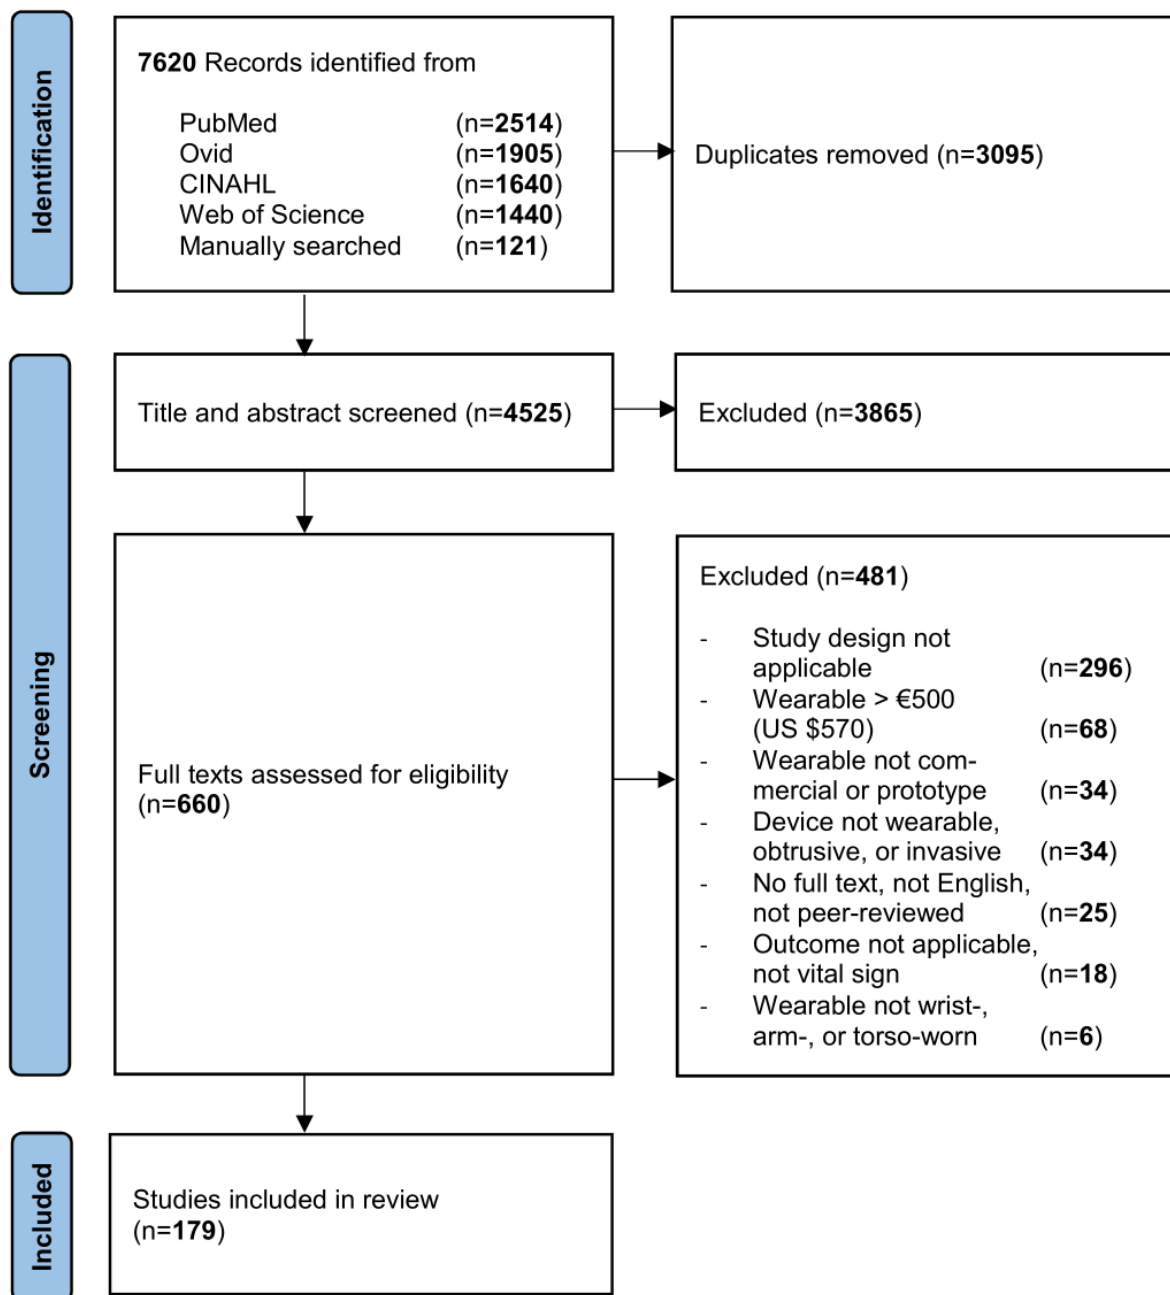 Identification
7620 Records identified from
PubMed (n=2514)
Ovid (n=1905)
CINAHL (n=1640)
Web of Science (n=1440)
Manually searched (n=121)
Duplicates removed (n=3095)
Screening
Title and abstract screened (n=4525)
Excluded (n=3865)
Full texts assessed for eligibility
(n=660)
Excluded (n=481)
- Study design not
applicable (n=296)
- Wearable > €500
(US $570) (n=68)
- Wearable not com-
mercial or prototype (n=34)
- Device not wearable,
obtrusive, or invasive (n=34)
- No full text, not English,
not peer-reviewed (n=25)
- Outcome not applicable,
not vital sign (n=18)
- Wearable not wrist-,
arm-, or torso-worn (n=6)
Included
Studies included in review
(n=179)